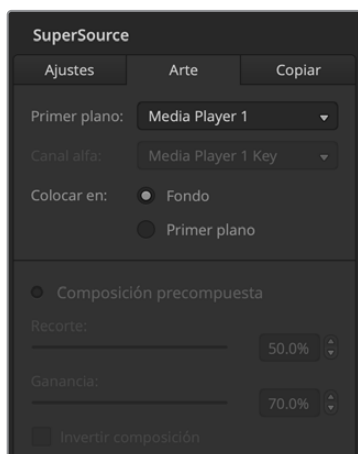 SuperSource
Ajustes Arte Copiar
Primer plano: Media Player 1
Canal alfa: Media Player 1 Key
Colocar en: Fondo
Primer plano
Composición precompuesta
Recorte:
50.0%
Ganancia:
70.0%
Invertir composición